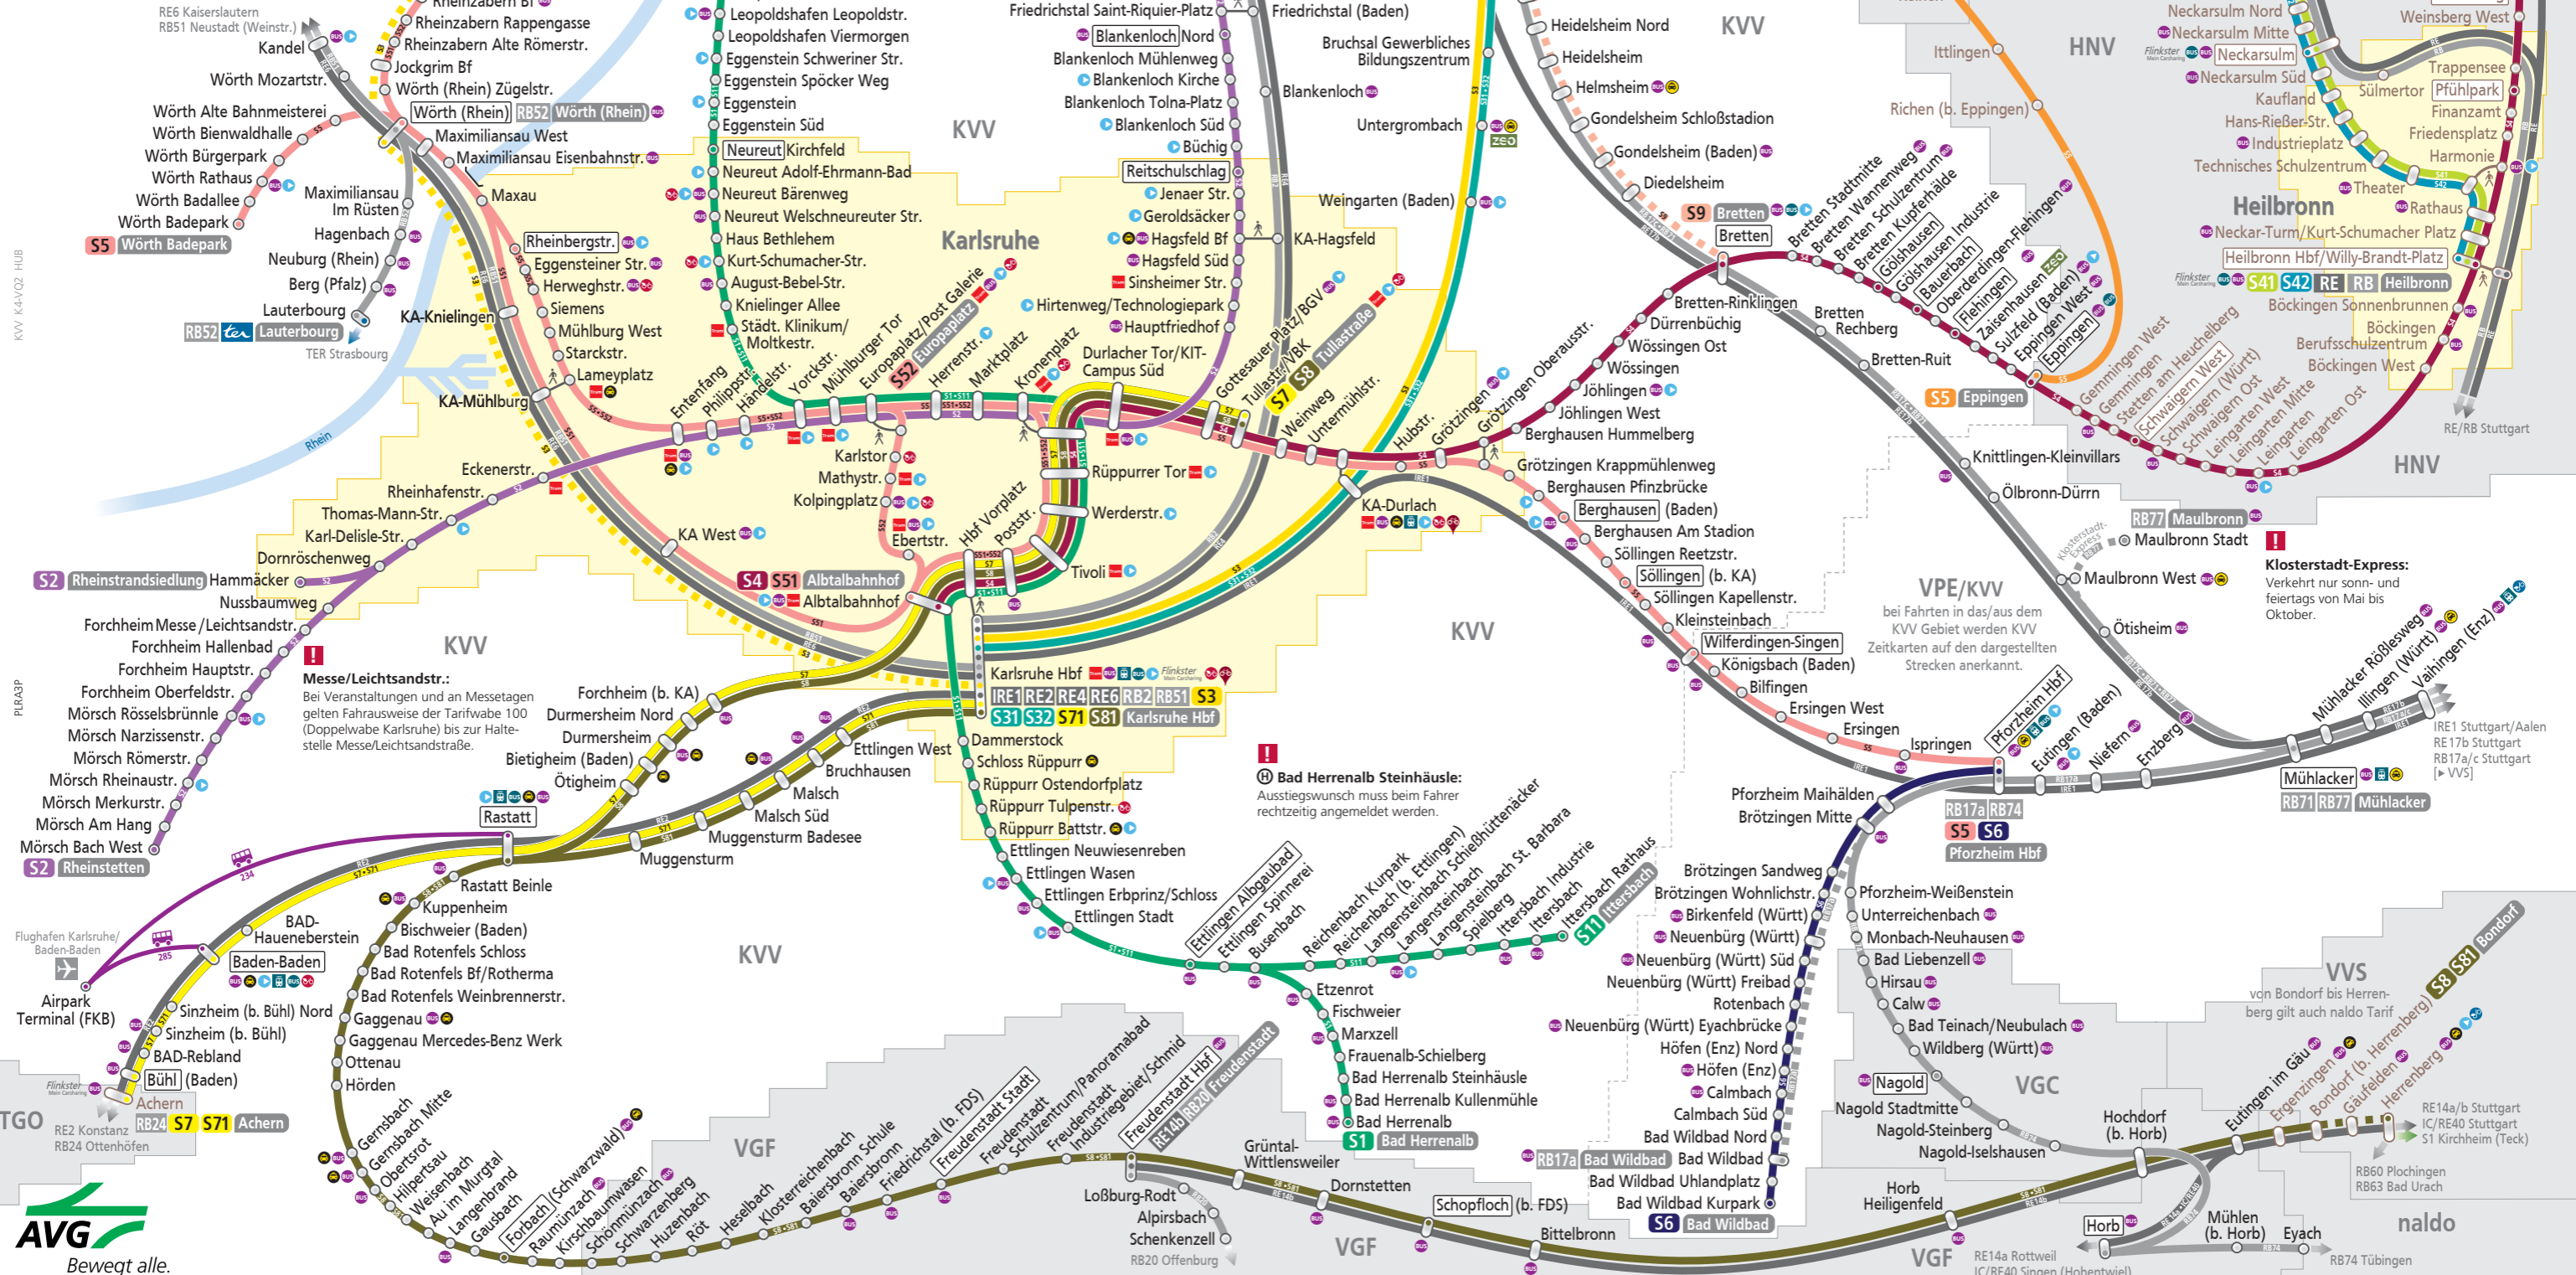 RE6 Kaiserslautern
RB51 Neustadt (Weinstr.)
Kandel
Wörth Mozartstr.
Wörth Alte Bahnmeisterei
Wörth Bienwaldhalle
Wörth Bürgerpark
Wörth Rathaus
Wörth Badallee
Wörth Badepark
S5 Wörth Badepark
Rheinzabern Rappengasse
Rheinzabern Alte Römerstr.
Jockgrim Bf
Wörth (Rhein) Zügelstr.
Wörth (Rhein) RB52 Wörth (Rhein)
Maximiliansau West
Maximiliansau Eisenbahnstr.
Maxau
Maximiliansau
Im Rüsten
Hagenbach
Neuburg (Rhein)
Berg (Pfalz)
Lauterbourg
RB52 ter Lauterbourg
TER Strasbourg
KVV K4-VQ2 HUB
PLRA3P
Rhein
Rheinbergstr.
Eggensteiner Str.
Herweghstr.
Siemens
Mühlburg West
Starckstr.
Lameyplatz
KA-Knielingen
KA-Mühlburg
KA West
Leopoldshafen Leopoldstr.
Leopoldshafen Viermorgen
Eggenstein Schweriner Str.
Eggenstein Spöcker Weg
Eggenstein
Eggenstein Süd
Neureut Kirchfeld
Neureut Adolf-Ehrmann-Bad
Neureut Bärenweg
Neureut Welschneureuter Str.
Haus Bethlehem
Kurt-Schumacher-Str.
August-Bebel-Str.
Knielinger Allee
Städt. Klinikum/
Moltkestr.
KVV
Karlsruhe
Friedrichstal Saint-Riquier-Platz
Friedrichstal (Baden)
Blankenloch Nord
Blankenloch Mühlenweg
Blankenloch Kirche
Blankenloch Tolna-Platz
Blankenloch Süd
Büchig
Reitschulschlag
Jenaer Str.
Geroldsäcker
Hagsfeld Bf
KA-Hagsfeld
Hagsfeld Süd
Sinsheimer Str.
Hirtenweg/Technologiepark
Hauptfriedhof
Blankenloch
Bruchsal Gewerbliches
Bildungszentrum
Untergrombach
zeo
Weingarten (Baden)
Entenfang
Philippstr.
Händelstr.
Yorckstr.
Mühlburger Tor
Europaplatz/Post Galerie
S52 Europaplatz
Herrenstr.
Marktplatz
Kronenplatz
Durlacher Tor/KIT-
Campus Süd
Gottesauer Platz/BGV
Tullastr./VBK
S7 S8 Tullastraße
Weinweg
Untermühlstr.
Hubstr.
Grötzingen
Grötzingen Oberausstr.
Karlstor
Mathystr.
Kolpingplatz
Ebertstr.
Hbf Vorplatz
Poststr.
Rüppurrer Tor
Werderstr.
Tivoli
S4 S51 Albtalbahnhof
Albtalbahnhof
KA-Durlach
Eckenerstr.
Rheinhafenstr.
Thomas-Mann-Str.
Karl-Delisle-Str.
Dornröschenweg
S2 Rheinstrandsiedlung Hammäcker
Nussbaumweg
Forchheim Messe/Leichtsandstr.
Forchheim Hallenbad
Forchheim Hauptstr.
Forchheim Oberfeldstr.
Mörsch Rösselsbrünnle
Mörsch Narzissenstr.
Mörsch Römerstr.
Mörsch Rheinaustr.
Mörsch Merkurstr.
Mörsch Am Hang
Mörsch Bach West
S2 Rheinstetten
KVV
!
Messe/Leichtsandstr.:
Bei Veranstaltungen und an Messetagen
gelten Fahrausweise der Tarifwabe 100
(Doppelwabe Karlsruhe) bis zur Halte-
stelle Messe/Leichtsandstraße.
Karlsruhe Hbf Flinkster
IRE1 RE2 RE4 RE6 RB2 RB51 S3
S31 S32 S71 S81 Karlsruhe Hbf
Forchheim (b. KA)
Durmersheim Nord
Durmersheim
Bietigheim (Baden)
Ötigheim
Rastatt
Ettlingen West
Bruchhausen
Malsch
Malsch Süd
Muggensturm Badesee
Muggensturm
Dammerstock
Schloss Rüppurr
Rüppurr Ostendorfplatz
Rüppurr Tulpenstr.
Rüppurr Battstr.
Ettlingen Neuwiesenreben
Ettlingen Wasen
Ettlingen Erbprinz/Schloss
Ettlingen Stadt
!
H Bad Herrenalb Steinhäusle:
Ausstiegswunsch muss beim Fahrer
rechtzeitig angemeldet werden.
Ettlingen Albgaubad
Ettlingen Spinnerei
Busenbach
Reichenbach Kurpark
Reichenbach (b. Ettlingen)
Langensteinbach Schießhüttenäcker
Langensteinbach
Langensteinbach St. Barbara
Spielberg
Ittersbach Industrie
Ittersbach
Ittersbach Rathaus
S11 Ittersbach
Etzenrot
Fischweier
Marxzell
Frauenalb-Schielberg
Bad Herrenalb Steinhäusle
Bad Herrenalb Kullenmühle
Bad Herrenalb
S1 Bad Herrenalb
KVV
234
285
Flughafen Karlsruhe/
Baden-Baden
Airpark
Terminal (FKB)
BAD-
Haueneberstein
Baden-Baden
Sinzheim (b. Bühl) Nord
Sinzheim (b. Bühl)
BAD-Rebland
Bühl (Baden)
Flinkster
Achern
RB24 S7 S71 Achern
RE2 Konstanz
RB24 Ottenhöfen
TGO
AVG
Bewegt alle.
Rastatt Beinle
Kuppenheim
Bischweier (Baden)
Bad Rotenfels Schloss
Bad Rotenfels Bf/Rotherma
Bad Rotenfels Weinbrennerstr.
Gaggenau
Gaggenau Mercedes-Benz Werk
Ottenau
Hörden
Gernsbach
Gernsbach Mitte
Obertsrot
Hilpertsau
Weisenbach
Au im Murgtal
Langenbrand
Gausbach
Forbach (Schwarzwald)
Raumünzach
Kirschbaumwasen
Schönmünzach
Schwarzenberg
Huzenbach
Röt
Heselbach
Klosterreichenbach
Baiersbronn Schule
Baiersbronn
Friedrichstal (b. FDS)
Freudenstadt Stadt
Freudenstadt
Schulzentrum/Panoramabad
Freudenstadt
Industriegebiet/Schmid
Freudenstadt Hbf
RE14b RB20 Freudenstadt
VGF
Loßburg-Rodt
Alpirsbach
Schenkenzell
RB20 Offenburg
Grüntal-
Wittlensweiler
Dornstetten
Schopfloch (b. FDS)
Bittelbronn
VGF
Horb
Heiligenfeld
VGF
Hochdorf
(b. Horb)
Horb
Mühlen
(b. Horb)
Eyach
RB74 Tübingen
RE14a Rottweil
IC/RE40 Singen (Hohentwiel)
naldo
Eutingen im Gäu
Ergenzingen
Bondorf (b. Herrenberg)
Gäufelden
Herrenberg
S8 S81 Bondorf
VVS
von Bondorf bis Herren-
berg gilt auch naldo Tarif
RE14a/b Stuttgart
IC/RE40 Stuttgart
S1 Kirchheim (Teck)
RB60 Plochingen
RB63 Bad Urach
Heidelsheim Nord
Heidelsheim
Helmsheim
Gondelsheim Schloßstadion
Gondelsheim (Baden)
Diedelsheim
S9 Bretten
Bretten
KVV
Bretten Stadtmitte
Bretten Wannenweg
Bretten Schulzentrum
Bretten Kupferhälde
Gölshausen
Gölshausen Industrie
Bauerbach
Oberderdingen-Flehingen
Flehingen
Zaisenhausen zeo
Sulzfeld (Baden)
Eppingen West
Eppingen
S5 Eppingen
Ittlingen
Richen (b. Eppingen)
HNV
Bretten-Rinklingen
Dürrenbüchig
Wössingen Ost
Wössingen
Jöhlingen
Jöhlingen West
Berghausen Hummelberg
Grötzingen Krappmühlenweg
Berghausen Pfinzbrücke
Berghausen (Baden)
Berghausen Am Stadion
Söllingen Reetzstr.
Söllingen (b. KA)
Söllingen Kapellenstr.
Kleinsteinbach
Wilferdingen-Singen
Königsbach (Baden)
Bilfingen
Ersingen West
Ersingen
Ispringen
Pforzheim Hbf
KVV
Bretten
Rechberg
Bretten-Ruit
Knittlingen-Kleinvillars
Ölbronn-Dürrn
RB77 Maulbronn
Maulbronn Stadt
Klosterstadt-
Express
Maulbronn West
Ötisheim
!
Klosterstadt-Express:
Verkehrt nur sonn- und
feiertags von Mai bis
Oktober.
VPE/KVV
bei Fahrten in das/aus dem
KVV Gebiet werden KVV
Zeitkarten auf den dargestellten
Strecken anerkannt.
Eutingen (Baden)
Niefern
Enzberg
Mühlacker
RB71 RB77 Mühlacker
Mühlacker Rößlesweg
Illingen (Württ)
Vaihingen (Enz)
IRE1 Stuttgart/Aalen
RE17b Stuttgart
RB17a/c Stuttgart
[▸ VVS]
RB17a RB74
S5 S6
Pforzheim Hbf
Pforzheim Maihälden
Brötzingen Mitte
Brötzingen Sandweg
Brötzingen Wohnlichstr.
Birkenfeld (Württ)
Neuenbürg (Württ)
Neuenbürg (Württ) Süd
Neuenbürg (Württ) Freibad
Rotenbach
Neuenbürg (Württ) Eyachbrücke
Höfen (Enz) Nord
Höfen (Enz)
Calmbach
Calmbach Süd
Bad Wildbad Nord
RB17a Bad Wildbad Bad Wildbad
Bad Wildbad Uhlandplatz
Bad Wildbad Kurpark
S6 Bad Wildbad
Pforzheim-Weißenstein
Unterreichenbach
Monbach-Neuhausen
Bad Liebenzell
Hirsau
Calw
Bad Teinach/Neubulach
Wildberg (Württ)
Nagold
Nagold Stadtmitte
Nagold-Steinberg
Nagold-Iselshausen
VGC
Neckarsulm Nord
Neckarsulm Mitte
Flinkster Neckarsulm
Neckarsulm Süd
Kaufland
Hans-Rießer-Str.
Industrieplatz
Technisches Schulzentrum
Theater
Heilbronn
Rathaus
Neckar-Turm/Kurt-Schumacher Platz
Heilbronn Hbf/Willy-Brandt-Platz
Flinkster S41 S42 RE RB Heilbronn
Böckingen Sonnenbrunnen
Böckingen
Berufsschulzentrum
Böckingen West
Weinsberg West
Trappensee
Sülmertor
Pfühlpark
Finanzamt
Friedensplatz
Harmonie
RE/RB Stuttgart
HNV
Gemmingen West
Gemmingen
Stetten am Heuchelberg
Schwaigern West
Schwaigern (Württ)
Schwaigern Ost
Leingarten West
Leingarten Mitte
Leingarten
Leingarten Ost